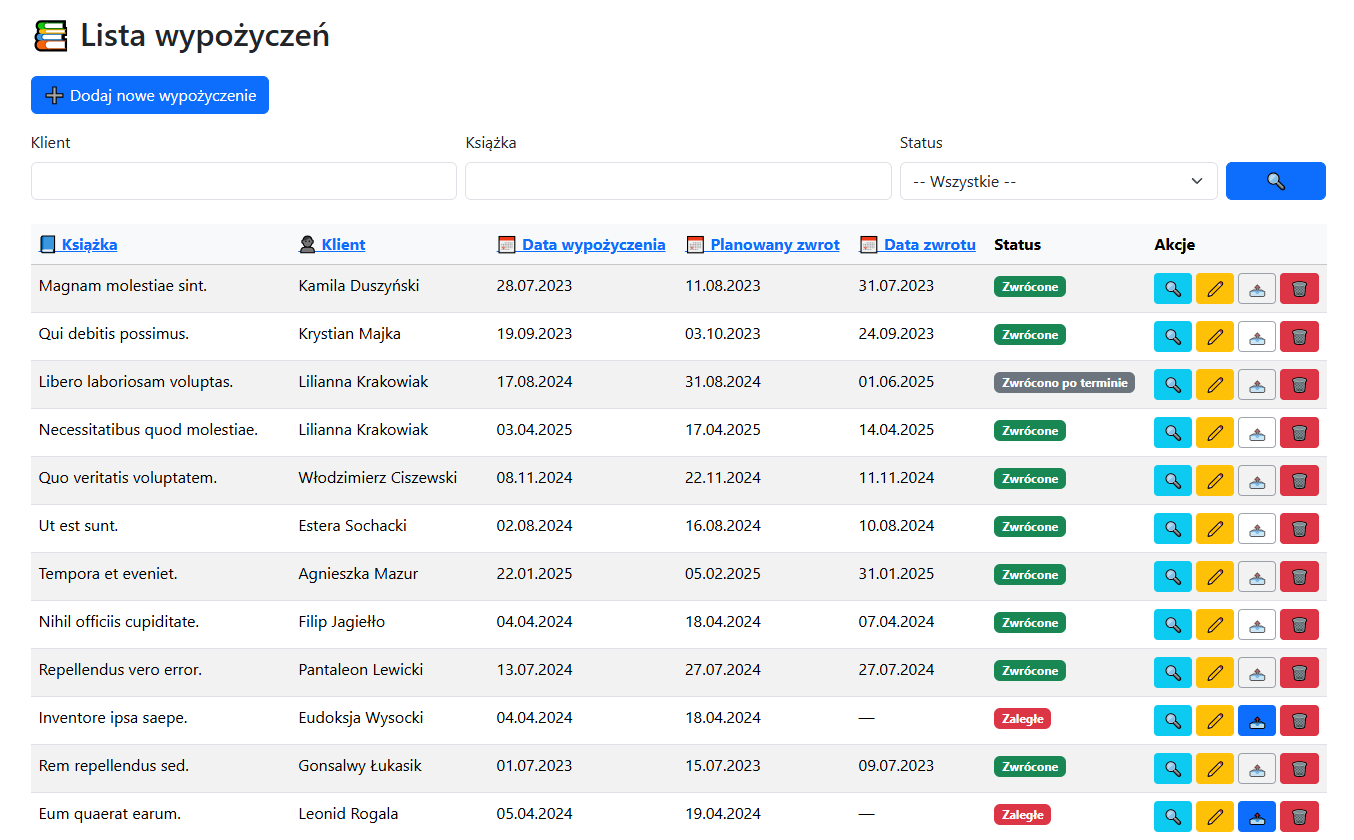 Lista wypożyczeń
Dodaj nowe wypożyczenie
Klient Książka Status
-- Wszystkie --
Książka Klient Data wypożyczenia Planowany zwrot Data zwrotu Status Akcje
Magnam molestiae sint. Kamila Duszyński 28.07.2023 11.08.2023 31.07.2023 Zwrócone
Qui debitis possimus. Krystian Majka 19.09.2023 03.10.2023 24.09.2023 Zwrócone
Libero laboriosam voluptas. Lilianna Krakowiak 17.08.2024 31.08.2024 01.06.2025 Zwrócono po terminie
Necessitatibus quod molestiae. Lilianna Krakowiak 03.04.2025 17.04.2025 14.04.2025 Zwrócone
Quo veritatis voluptatem. Włodzimierz Ciszewski 08.11.2024 22.11.2024 11.11.2024 Zwrócone
Ut est sunt. Estera Sochacki 02.08.2024 16.08.2024 10.08.2024 Zwrócone
Tempora et eveniet. Agnieszka Mazur 22.01.2025 05.02.2025 31.01.2025 Zwrócone
Nihil officiis cupiditate. Filip Jagiełło 04.04.2024 18.04.2024 07.04.2024 Zwrócone
Repellendus vero error. Pantaleon Lewicki 13.07.2024 27.07.2024 27.07.2024 Zwrócone
Inventore ipsa saepe. Eudoksja Wysocki 04.04.2024 18.04.2024 — Zaległe
Rem repellendus sed. Gonsalwy Łukasik 01.07.2023 15.07.2023 09.07.2023 Zwrócone
Eum quaerat earum. Leonid Rogala 05.04.2024 19.04.2024 — Zaległe